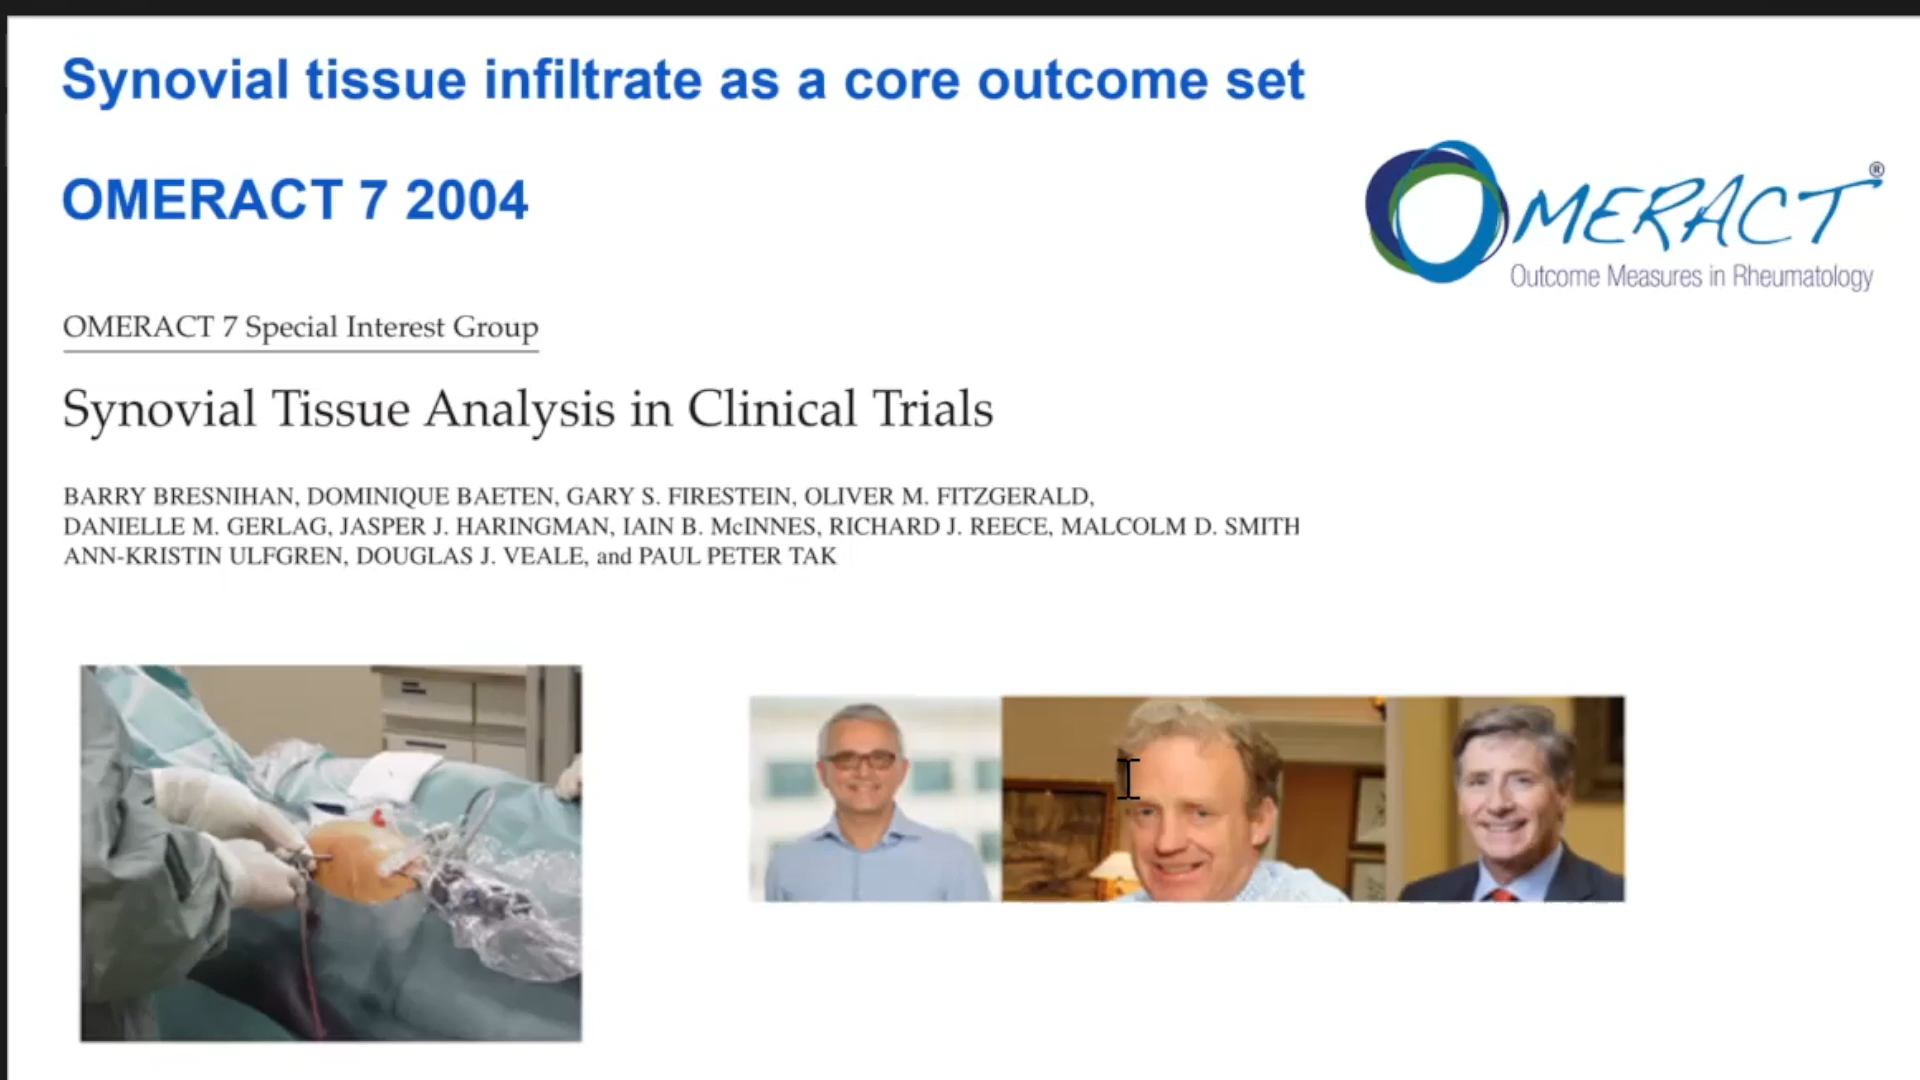 Synovial tissue infiltrate as a core outcome set
OMERACT 7 2004
OMERACT®
Outcome Measures in Rheumatology
OMERACT 7 Special Interest Group
Synovial Tissue Analysis in Clinical Trials
BARRY BRESNIHAN, DOMINIQUE BAETEN, GARY S. FIRESTEIN, OLIVER M. FITZGERALD,
DANIELLE M. GERLAG, JASPER J. HARINGMAN, IAIN B. McINNES, RICHARD J. REECE, MALCOLM D. SMITH
ANN-KRISTIN ULFGREN, DOUGLAS J. VEALE, and PAUL PETER TAK